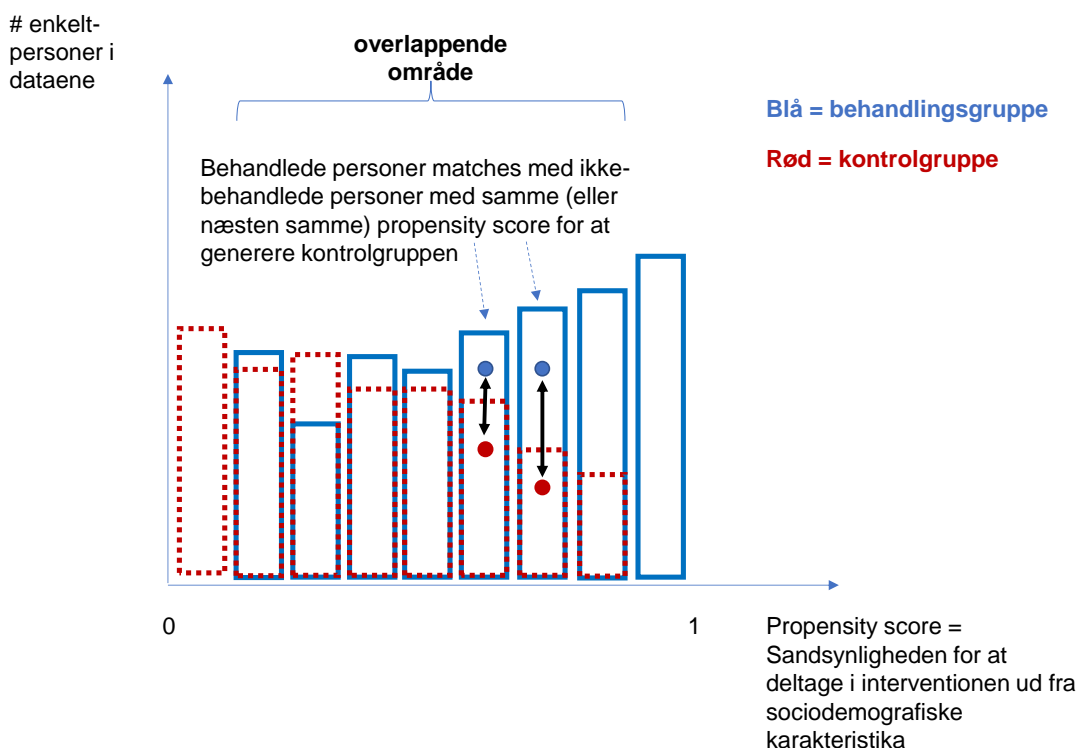 # enkelt-
personer i
dataene
overlappende
område
Blå = behandlingsgruppe
Rød = kontrolgruppe
Behandlede personer matches med ikke-
behandlede personer med samme (eller
næsten samme) propensity score for at
generere kontrolgruppen
0
1
Propensity score =
Sandsynligheden for at
deltage i interventionen ud fra
sociodemografiske
karakteristika